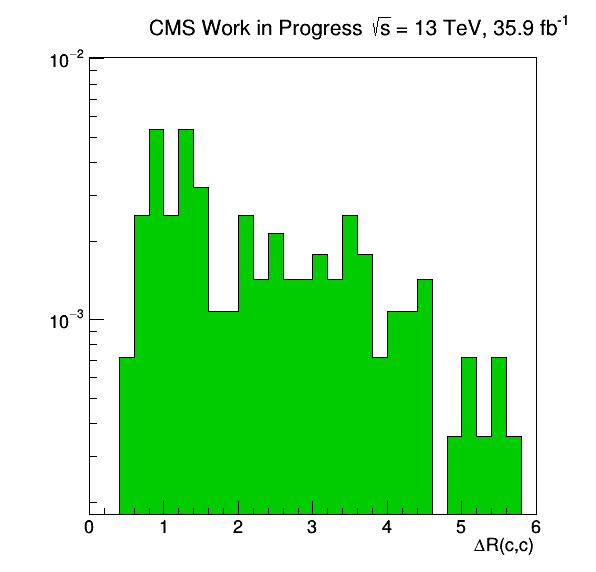 CMS Work in Progress √s = 13 TeV, 35.9 fb⁻¹
10⁻²
10⁻³
0 1 2 3 4 5 6
ΔR(c,c)